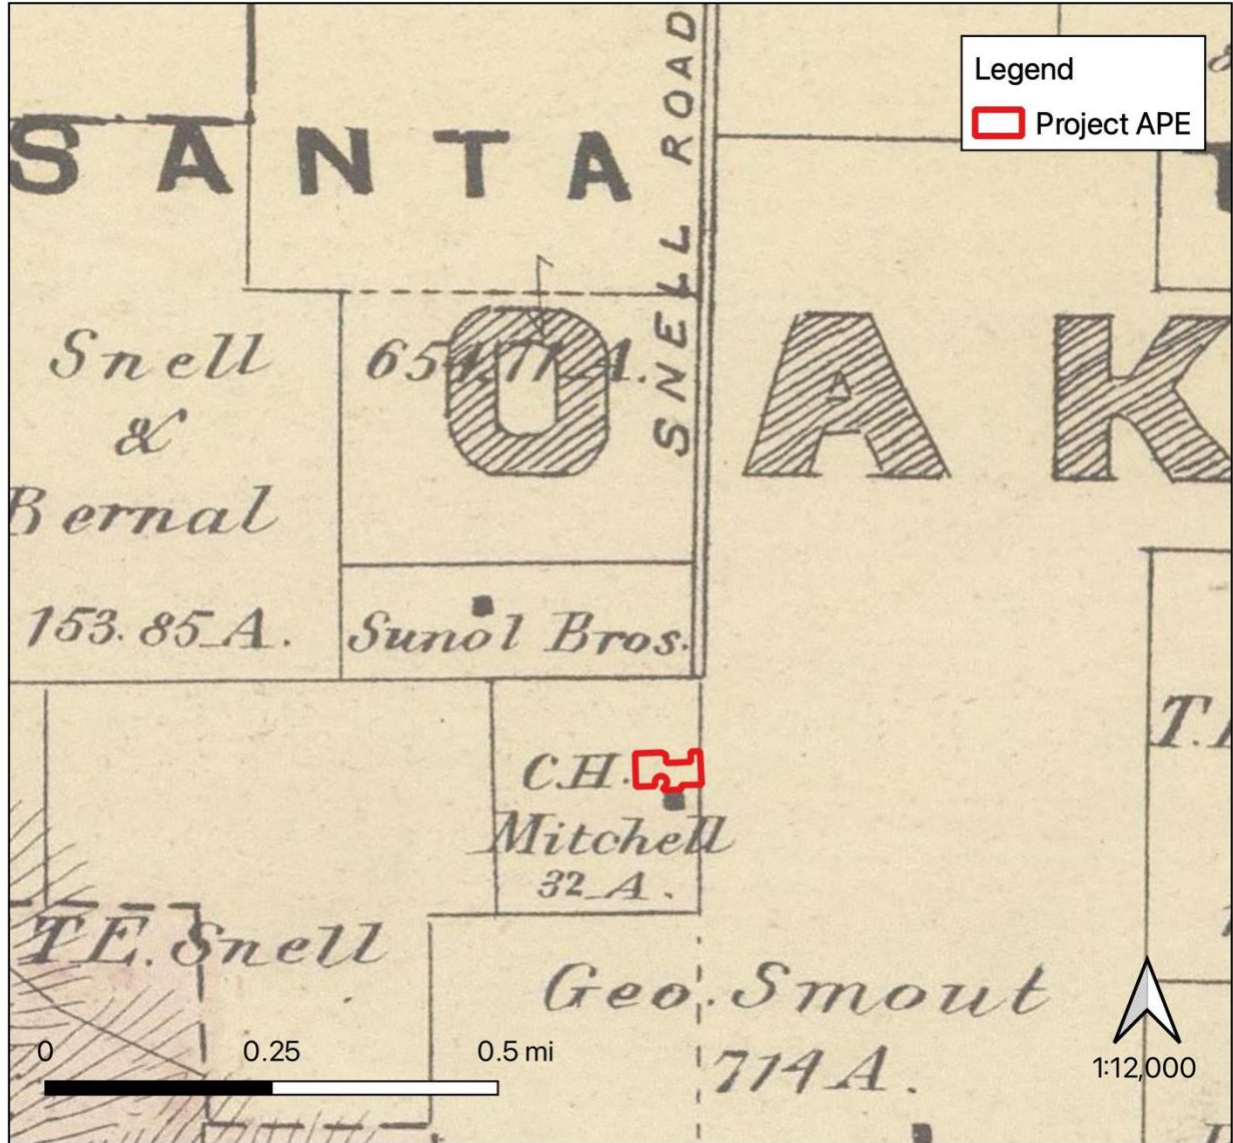 Legend
Project APE
SANTA
SNELL ROAD
OAK
Snell
&
Bernal
153.85 A.
Sunol Bros.
C.H.
Mitchell
32 A.
T.E. Snell
Geo. Smout
714 A.
0 0.25 0.5 mi
1:12,000